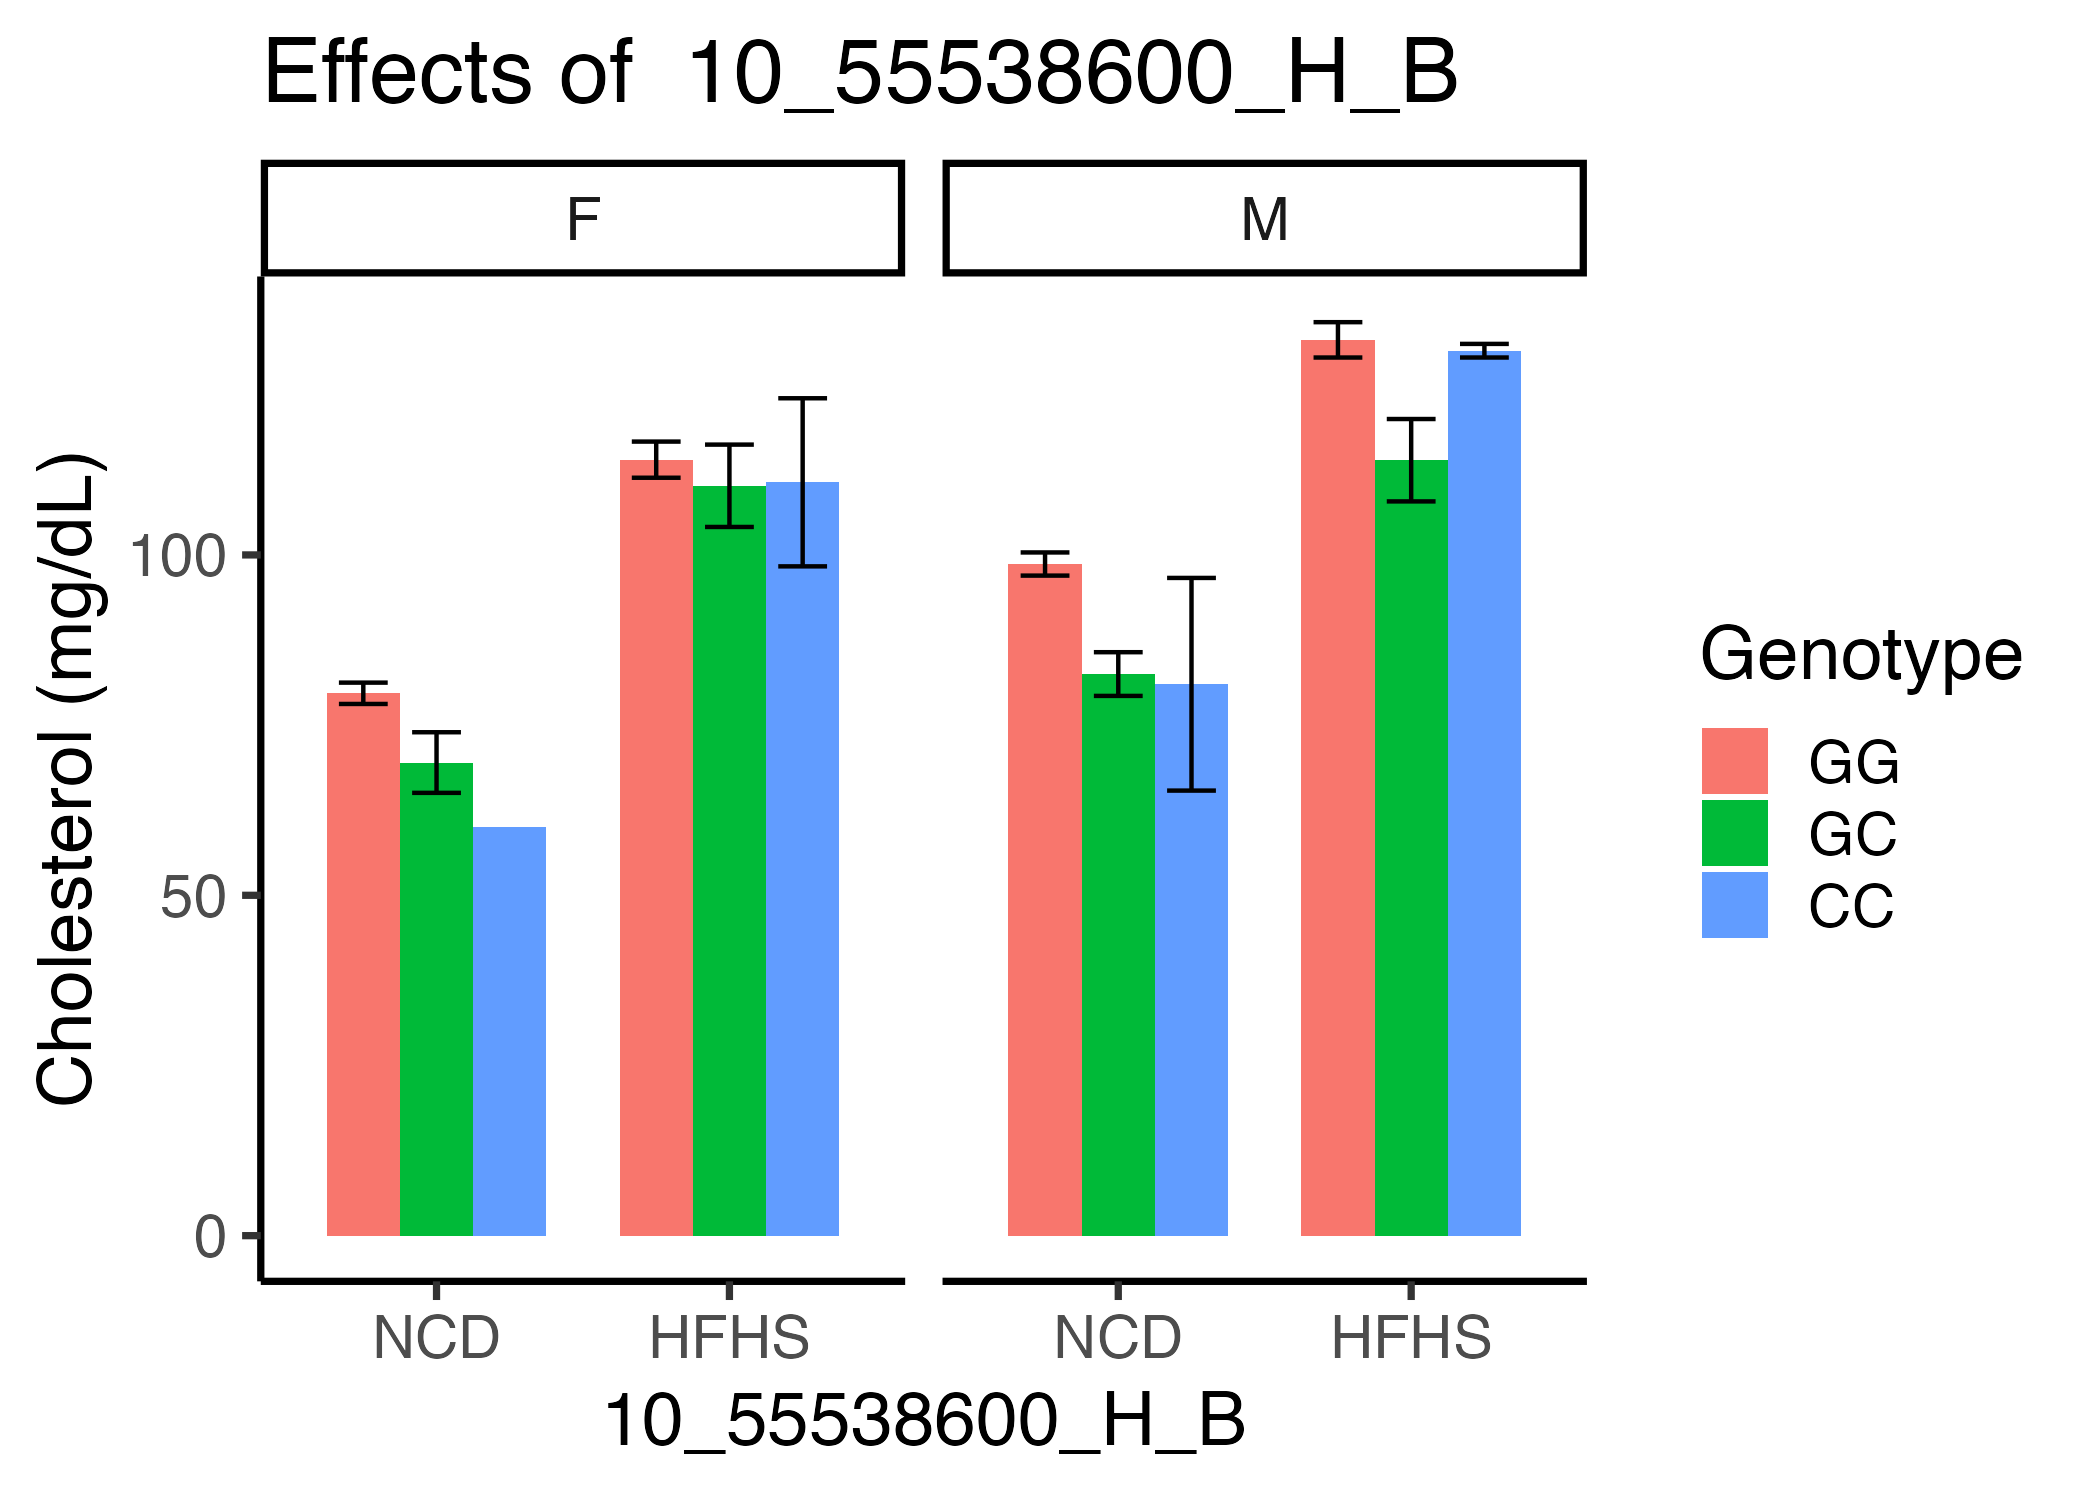 Effects of  10_55538600_H_B
F
M
Cholesterol (mg/dL)
100
50
0
NCD
HFHS
NCD
HFHS
10_55538600_H_B
Genotype
GG
GC
CC